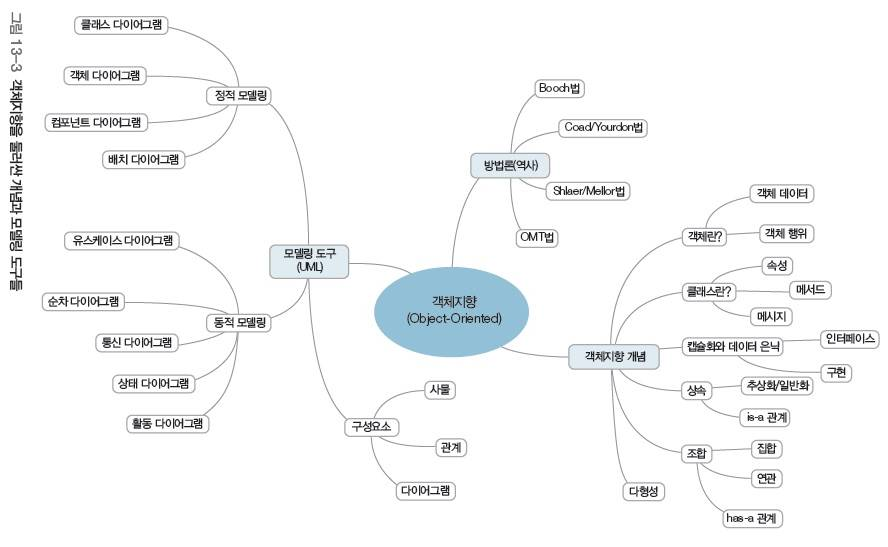 그림 13-3 객체지향을 둘러싼 개념과 모델링 도구들
객체지향
(Object-Oriented)
모델링 도구
(UML)
정적 모델링
클래스 다이어그램
객체 다이어그램
컴포넌트 다이어그램
배치 다이어그램
동적 모델링
유스케이스 다이어그램
순차 다이어그램
통신 다이어그램
상태 다이어그램
활동 다이어그램
구성요소
사물
관계
다이어그램
방법론(역사)
Booch법
Coad/Yourdon법
Shlaer/Mellor법
OMT법
객체지향 개념
객체란?
객체 데이터
객체 행위
클래스란?
속성
메서드
메시지
캡슐화와 데이터 은닉
인터페이스
구현
상속
추상화/일반화
is-a 관계
조합
집합
연관
has-a 관계
다형성